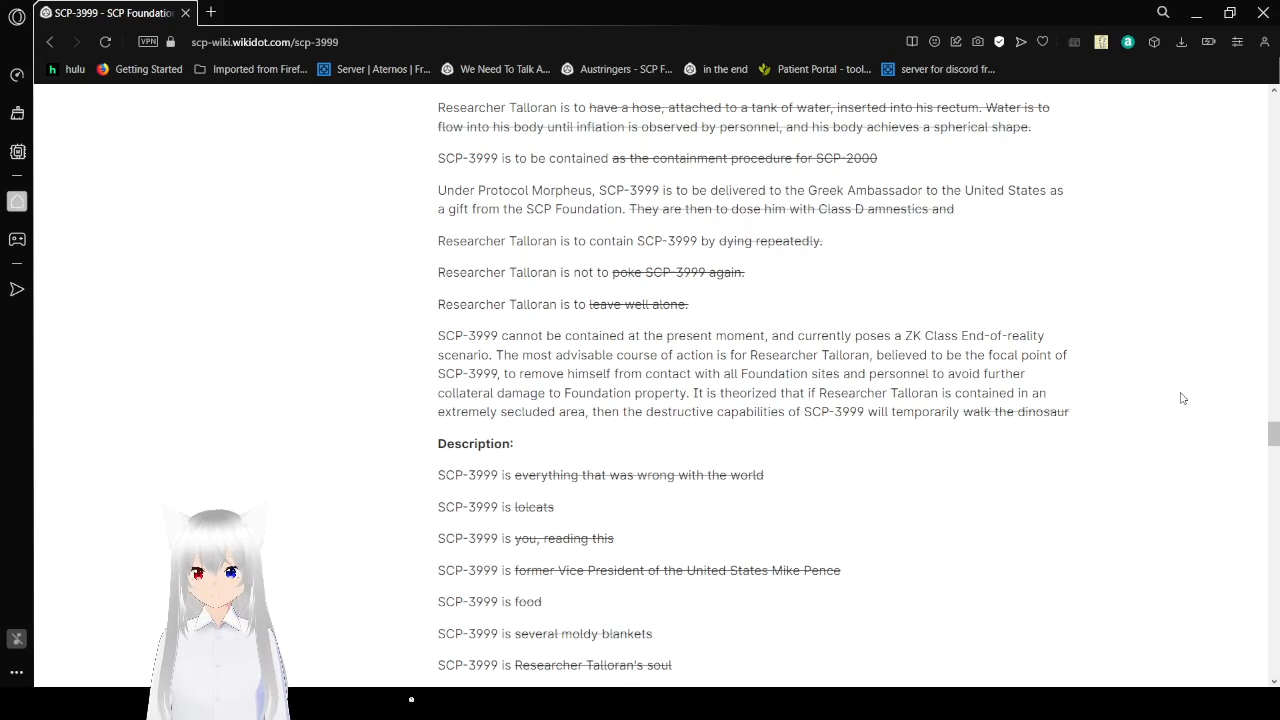 SCP-3999 - SCP Foundation
scp-wiki.wikidot.com/scp-3999
VPN
hulu
Getting Started
Imported from Firef...
Server | Aternos | Fr...
We Need To Talk A...
Austringers - SCP F...
in the end
Patient Portal - tool...
server for discord fr...
Researcher Talloran is to have a hose, attached to a tank of water, inserted into his rectum. Water is to
flow into his body until inflation is observed by personnel, and his body achieves a spherical shape.
SCP-3999 is to be contained as the containment procedure for SCP-2000
Under Protocol Morpheus, SCP-3999 is to be delivered to the Greek Ambassador to the United States as
a gift from the SCP Foundation. They are then to dose him with Class D amnestics and
Researcher Talloran is to contain SCP-3999 by dying repeatedly.
Researcher Talloran is not to poke SCP-3999 again.
Researcher Talloran is to leave well alone.
SCP-3999 cannot be contained at the present moment, and currently poses a ZK Class End-of-reality
scenario. The most advisable course of action is for Researcher Talloran, believed to be the focal point of
SCP-3999, to remove himself from contact with all Foundation sites and personnel to avoid further
collateral damage to Foundation property. It is theorized that if Researcher Talloran is contained in an
extremely secluded area, then the destructive capabilities of SCP-3999 will temporarily walk the dinosaur
Description:
SCP-3999 is everything that was wrong with the world
SCP-3999 is lolcats
SCP-3999 is you, reading this
SCP-3999 is former Vice President of the United States Mike Pence
SCP-3999 is food
SCP-3999 is several moldy blankets
SCP-3999 is Researcher Talloran's soul